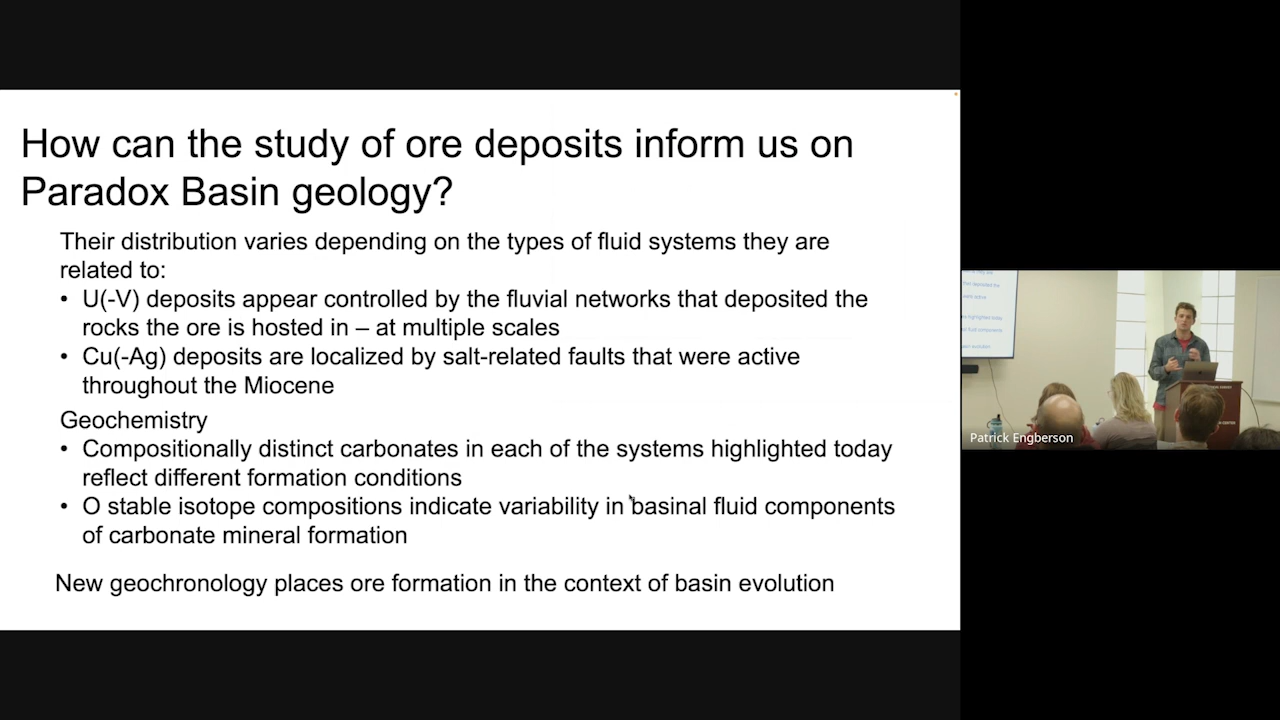 How can the study of ore deposits inform us on
Paradox Basin geology?
Their distribution varies depending on the types of fluid systems they are
related to:
• U(-V) deposits appear controlled by the fluvial networks that deposited the
rocks the ore is hosted in – at multiple scales
• Cu(-Ag) deposits are localized by salt-related faults that were active
throughout the Miocene
Geochemistry
• Compositionally distinct carbonates in each of the systems highlighted today
reflect different formation conditions
• O stable isotope compositions indicate variability in basinal fluid components
of carbonate mineral formation
New geochronology places ore formation in the context of basin evolution
Patrick Engberson